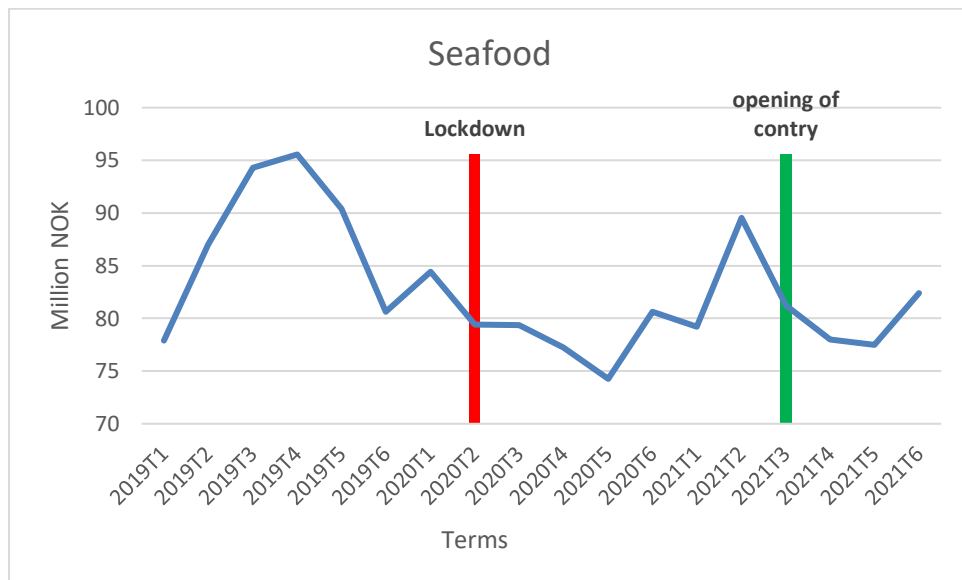 Seafood
100
95
90
85
80
75
70
Million NOK
Lockdown
opening of
contry
2019T1
2019T2
2019T3
2019T4
2019T5
2019T6
2020T1
2020T2
2020T3
2020T4
2020T5
2020T6
2021T1
2021T2
2021T3
2021T4
2021T5
2021T6
Terms